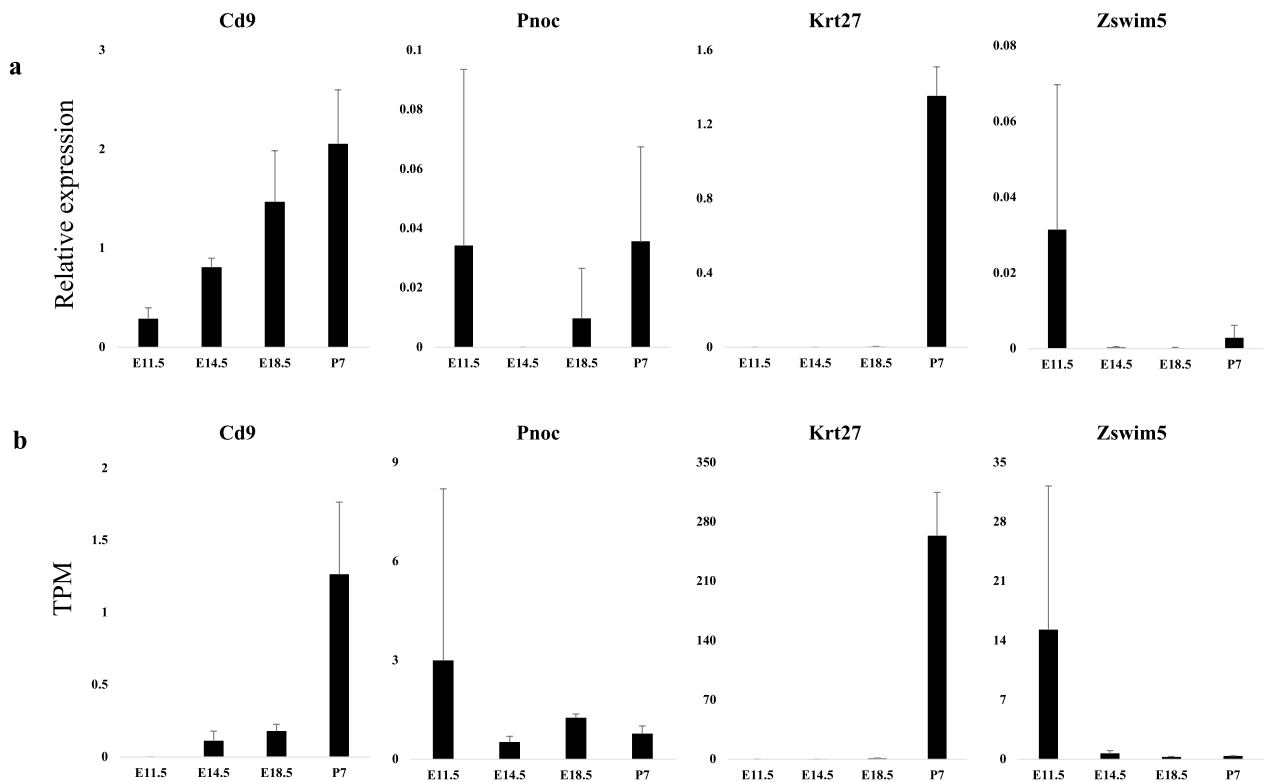 Cd9 Pnoc Krt27 Zswim5
a
Relative expression
3
2
1
0
E11.5 E14.5 E18.5 P7
0.1
0.08
0.06
0.04
0.02
0
E11.5 E14.5 E18.5 P7
1.6
1.2
0.8
0.4
0
E11.5 E14.5 E18.5 P7
0.08
0.06
0.04
0.02
0
E11.5 E14.5 E18.5 P7
b
Cd9 Pnoc Krt27 Zswim5
TPM
2
1.5
1
0.5
0
E11.5 E14.5 E18.5 P7
9
6
3
0
E11.5 E14.5 E18.5 P7
350
280
210
140
70
0
E11.5 E14.5 E18.5 P7
35
28
21
14
7
0
E11.5 E14.5 E18.5 P7